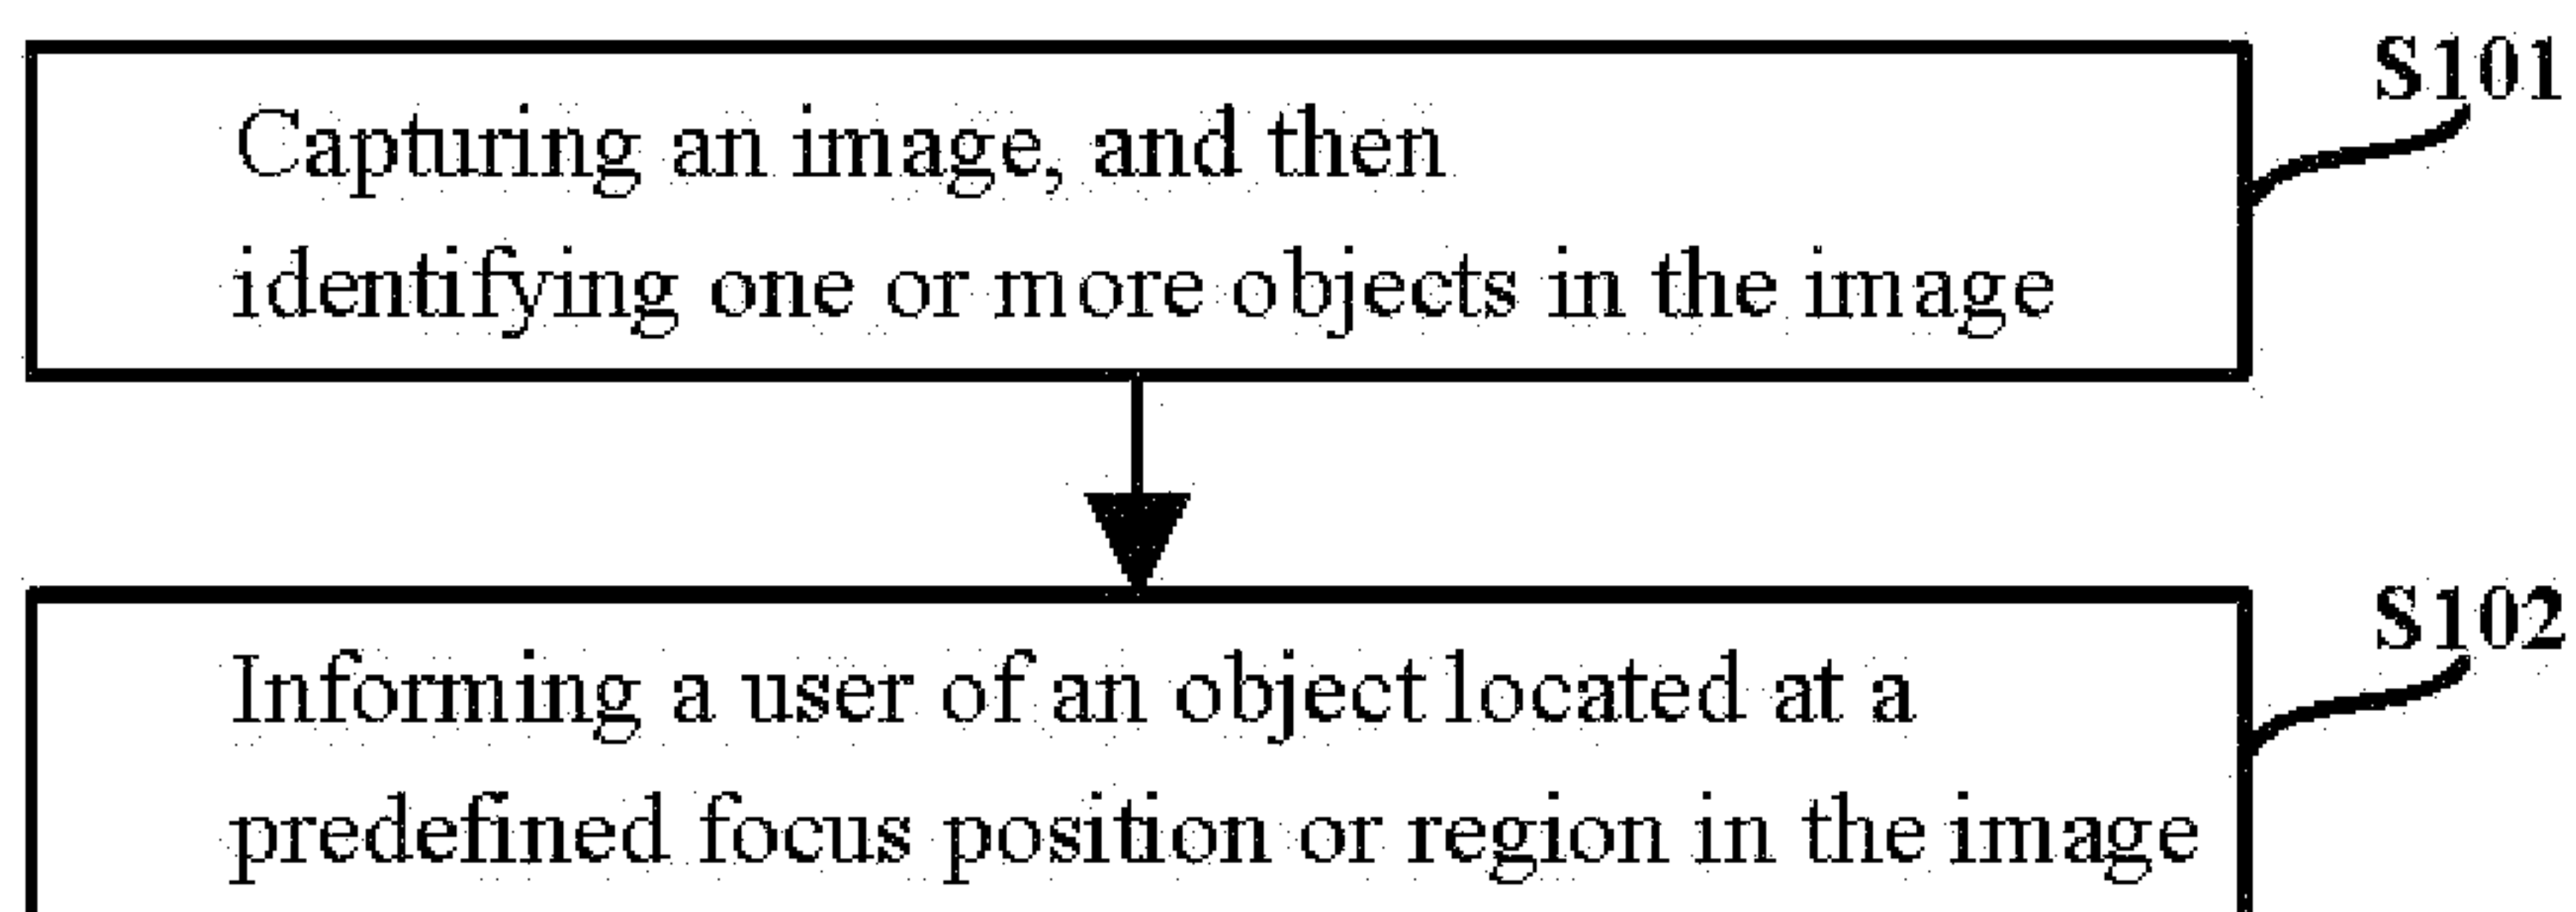 S101
Capturing an image, and then
identifying one or more objects in the image
S102
Informing a user of an object located at a
predefined focus position or region in the image